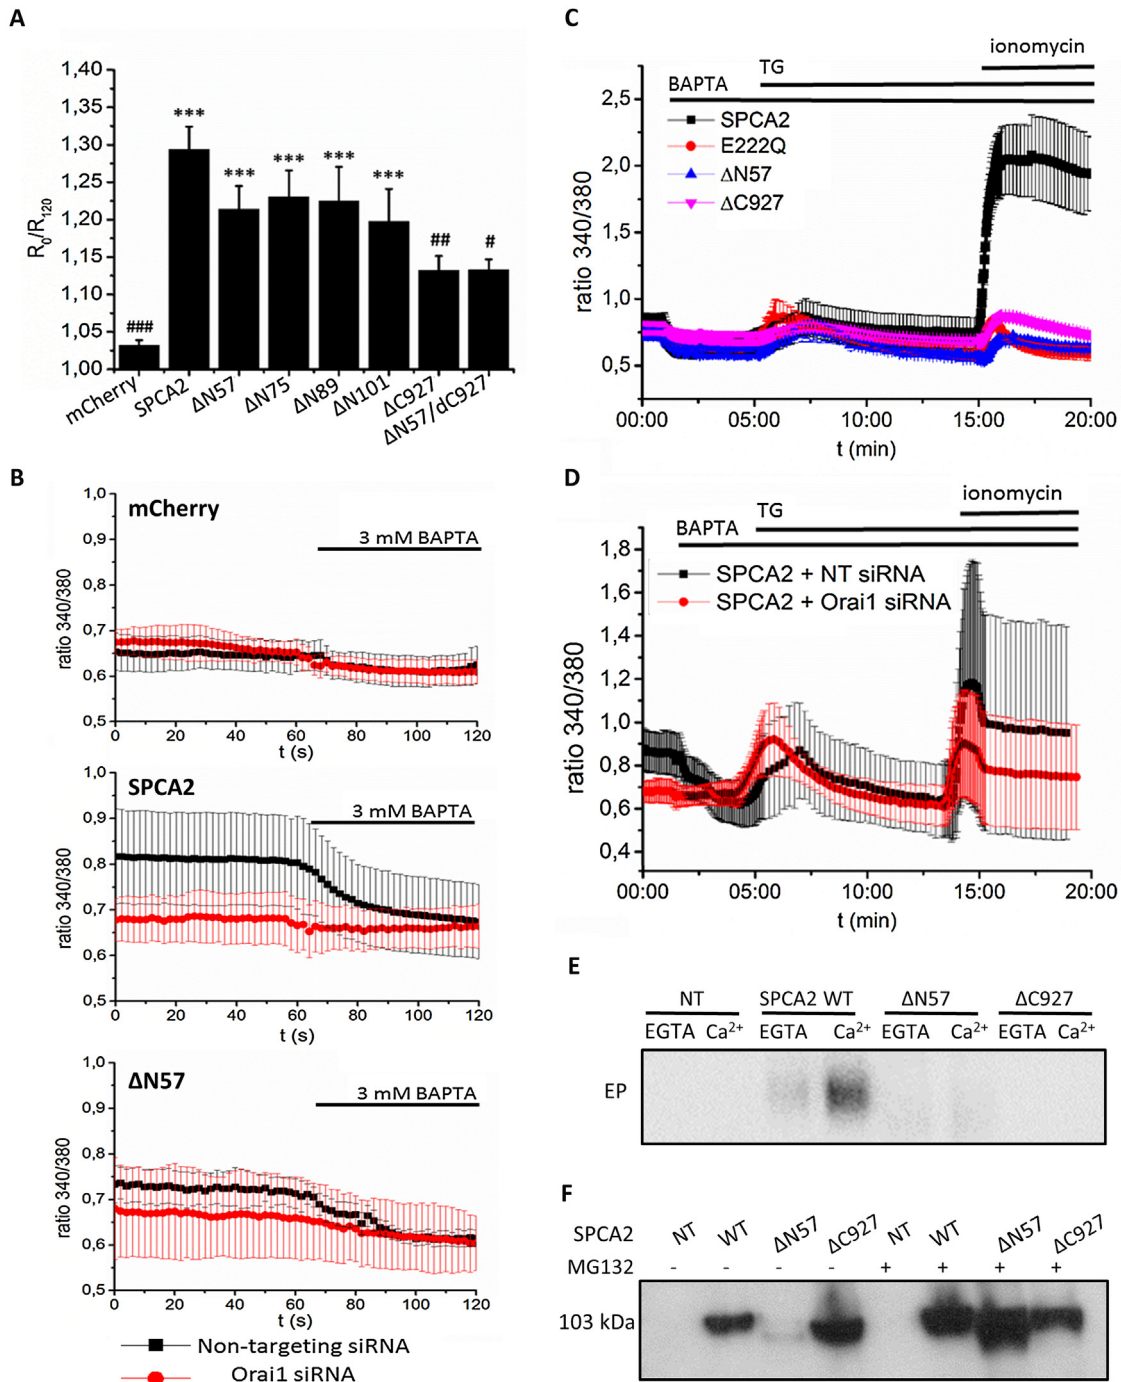 A
1,40
1,35
1,30
1,25
1,20
1,15
1,10
1,05
1,00
R0/R120
###
***
***
***
***
***
##
#
mCherry
SPCA2
ΔN57
ΔN75
ΔN89
ΔN101
ΔC927
ΔN57/dC927
B
mCherry
3 mM BAPTA
1,0
0,9
0,8
0,7
0,6
0,5
ratio 340/380
0 20 40 60 80 100 120
t (s)
SPCA2
3 mM BAPTA
1,0
0,9
0,8
0,7
0,6
0,5
ratio 340/380
0 20 40 60 80 100 120
t (s)
ΔN57
3 mM BAPTA
1,0
0,9
0,8
0,7
0,6
0,5
ratio 340/380
0 20 40 60 80 100 120
t (s)
Non-targeting siRNA
Orai1 siRNA
C
ionomycin
TG
BAPTA
SPCA2
E222Q
ΔN57
ΔC927
2,5
2,0
1,5
1,0
0,5
ratio 340/380
00:00 05:00 10:00 15:00 20:00
t (min)
D
ionomycin
TG
BAPTA
SPCA2 + NT siRNA
SPCA2 + Orai1 siRNA
1,8
1,6
1,4
1,2
1,0
0,8
0,6
0,4
ratio 340/380
00:00 05:00 10:00 15:00 20:00
t (min)
E
NT SPCA2 WT ΔN57 ΔC927
EGTA Ca2+ EGTA Ca2+ EGTA Ca2+ EGTA Ca2+
EP
F
SPCA2 NT WT ΔN57 ΔC927 NT WT ΔN57 ΔC927
MG132 - - - - + + + +
103 kDa